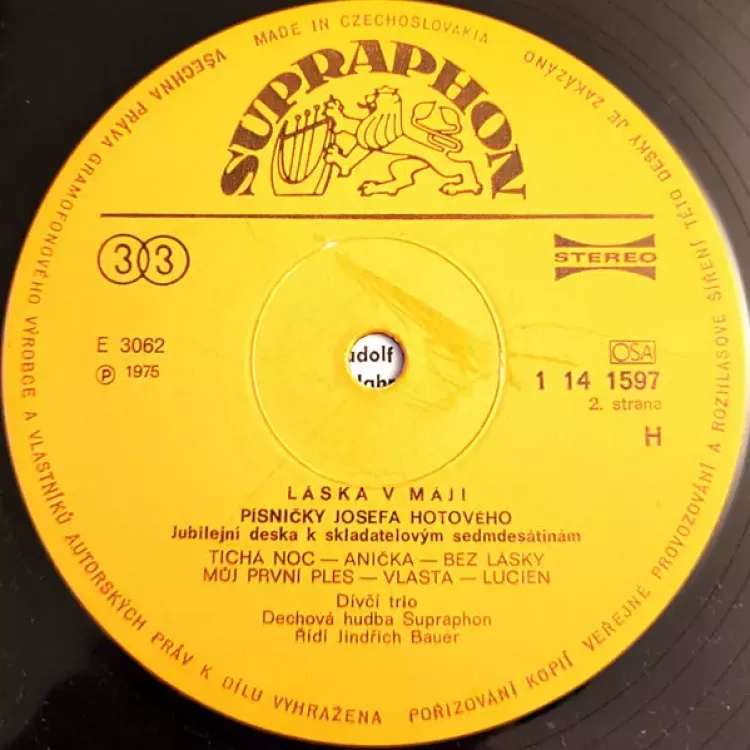 MADE IN CZECHOSLOVAKIA
VŠECHNA PRÁVA GRAMOFONOVÉHO VÝROBCE A VLASTNÍKŮ AUTORSKÝCH PRÁV K DÍLU VYHRAŽENA
POŘIZOVÁNÍ KOPIÍ VEŘEJNÉ PROVOZOVÁNÍ A ROZHLASOVÉ ŠÍŘENÍ TÉTO DESKY JE ZAKÁZÁNO
SUPRAPHON
33
STEREO
E 3062
Ⓟ 1975
udolf
OSA
1 14 1597
2. strana
H
LÁSKA V MÁJI
PÍSNIČKY JOSEFA HOTOVÉHO
Jubilejní deska k skladatelovým sedmdesátinám
TICHÁ NOC — ANIČKA — BEZ LÁSKY
MŮJ PRVNÍ PLES — VLASTA — LUCIEN
Dívčí trio
Dechová hudba Supraphon
Řídí Jindřich Bauer